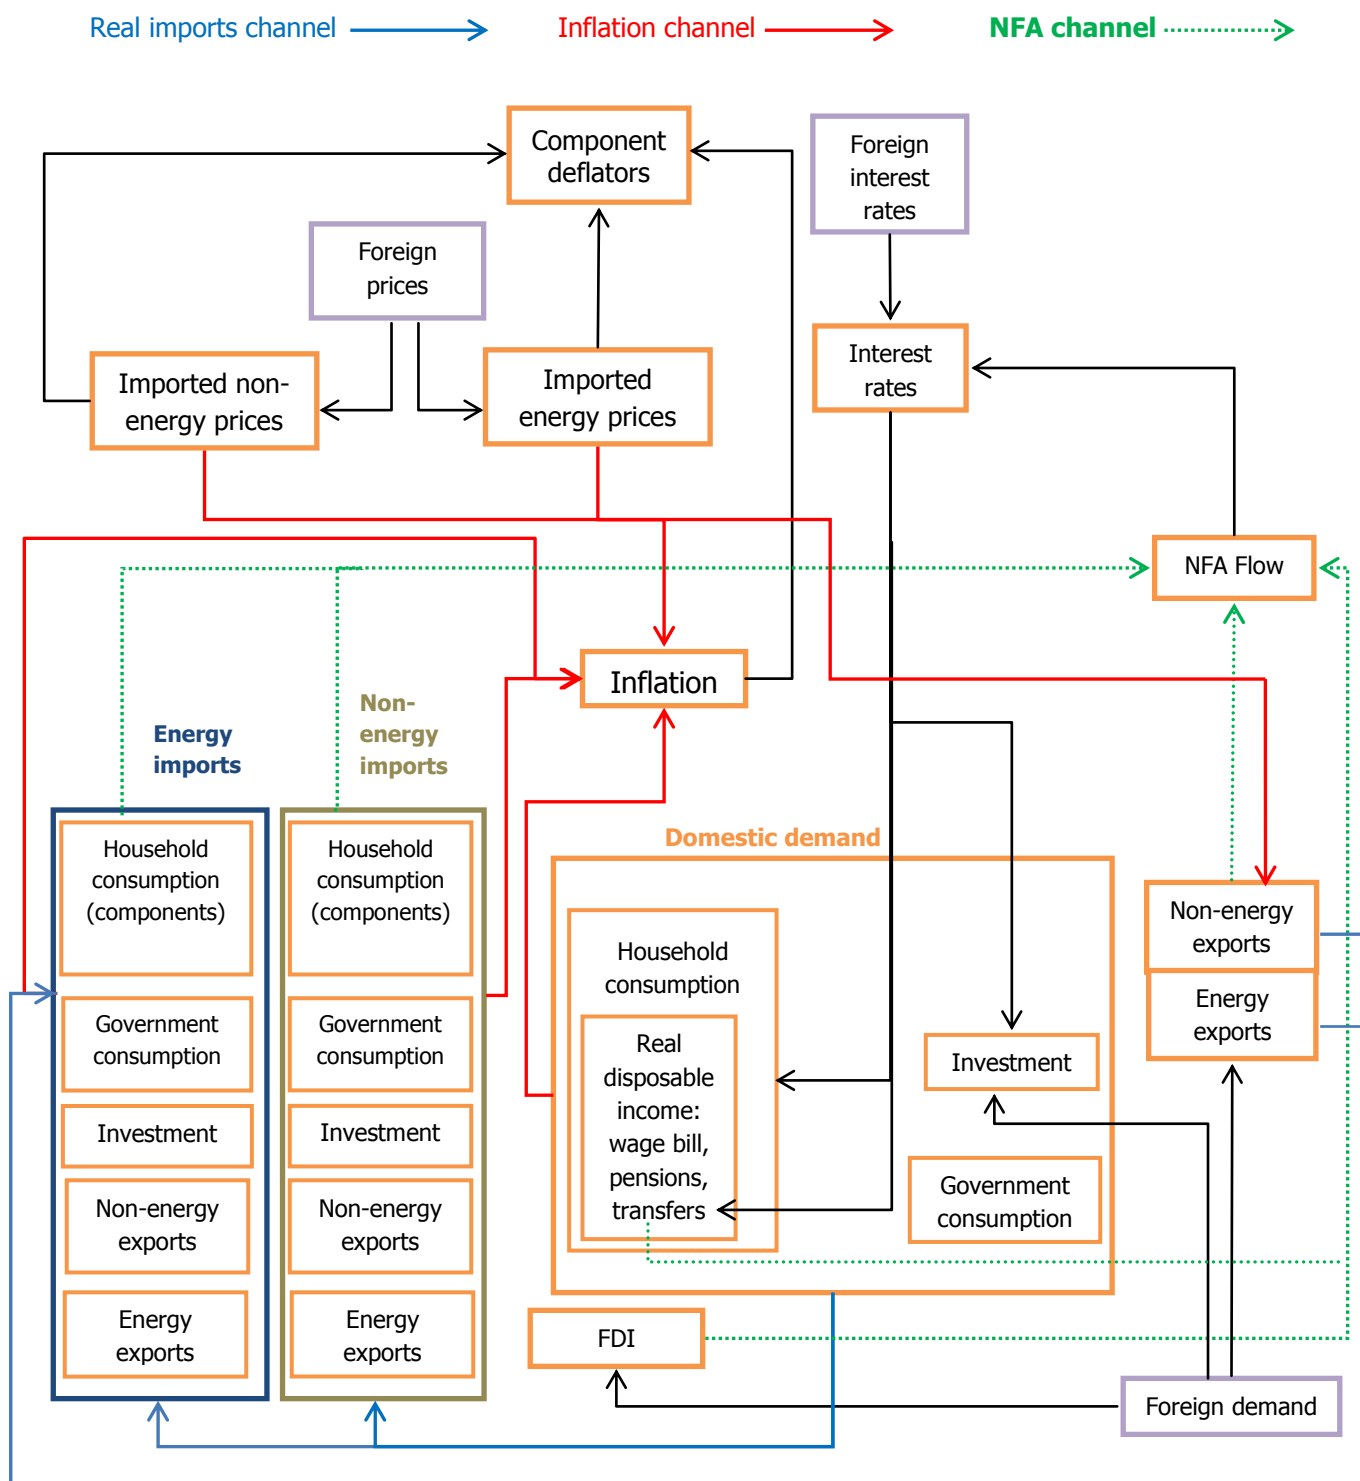 Real imports channel
Inflation channel
NFA channel
Component
deflators
Foreign
interest
rates
Foreign
prices
Imported non-
energy prices
Imported
energy prices
Interest
rates
NFA Flow
Inflation
Energy
imports
Non-
energy
imports
Household
consumption
(components)
Government
consumption
Investment
Non-energy
exports
Energy
exports
Household
consumption
(components)
Government
consumption
Investment
Non-energy
exports
Energy
exports
Domestic demand
Household
consumption
Real
disposable
income:
wage bill,
pensions,
transfers
Investment
Government
consumption
Non-energy
exports
Energy
exports
FDI
Foreign demand